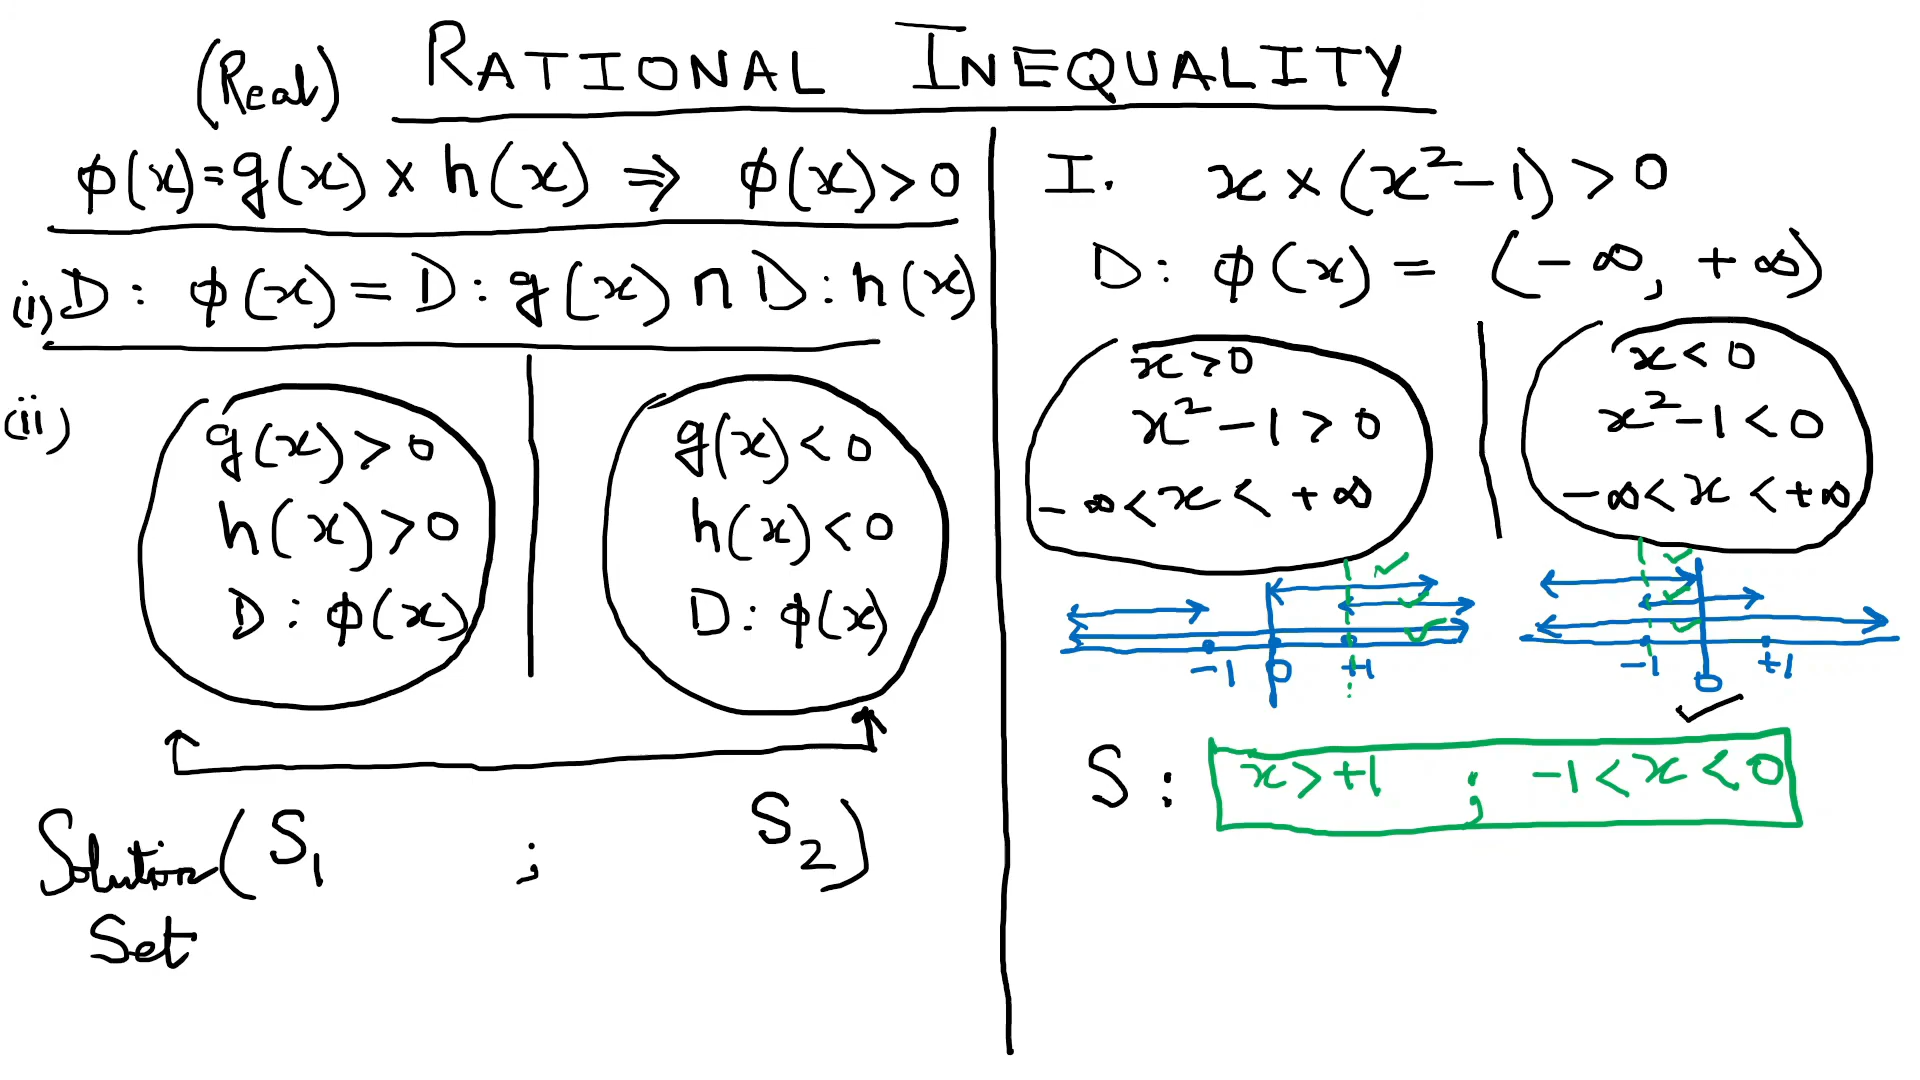 (Real) RATIONAL INEQUALITY
ϕ(x)=g(x) × h(x) ⇒ ϕ(x)>0
(i) D: ϕ(x) = D: g(x) ∩ D: h(x)
(ii)
g(x)>0
h(x)>0
D: ϕ(x)
g(x)<0
h(x)<0
D: ϕ(x)
Solution Set (S₁ ; S₂)
I. x × (x²-1) > 0
D: ϕ(x) = (-∞, +∞)
x>0
x²-1>0
-∞<x<+∞
x<0
x²-1<0
-∞<x<+∞
-1 0 +1
-1 0 +1
S: x>+1 ; -1<x<0